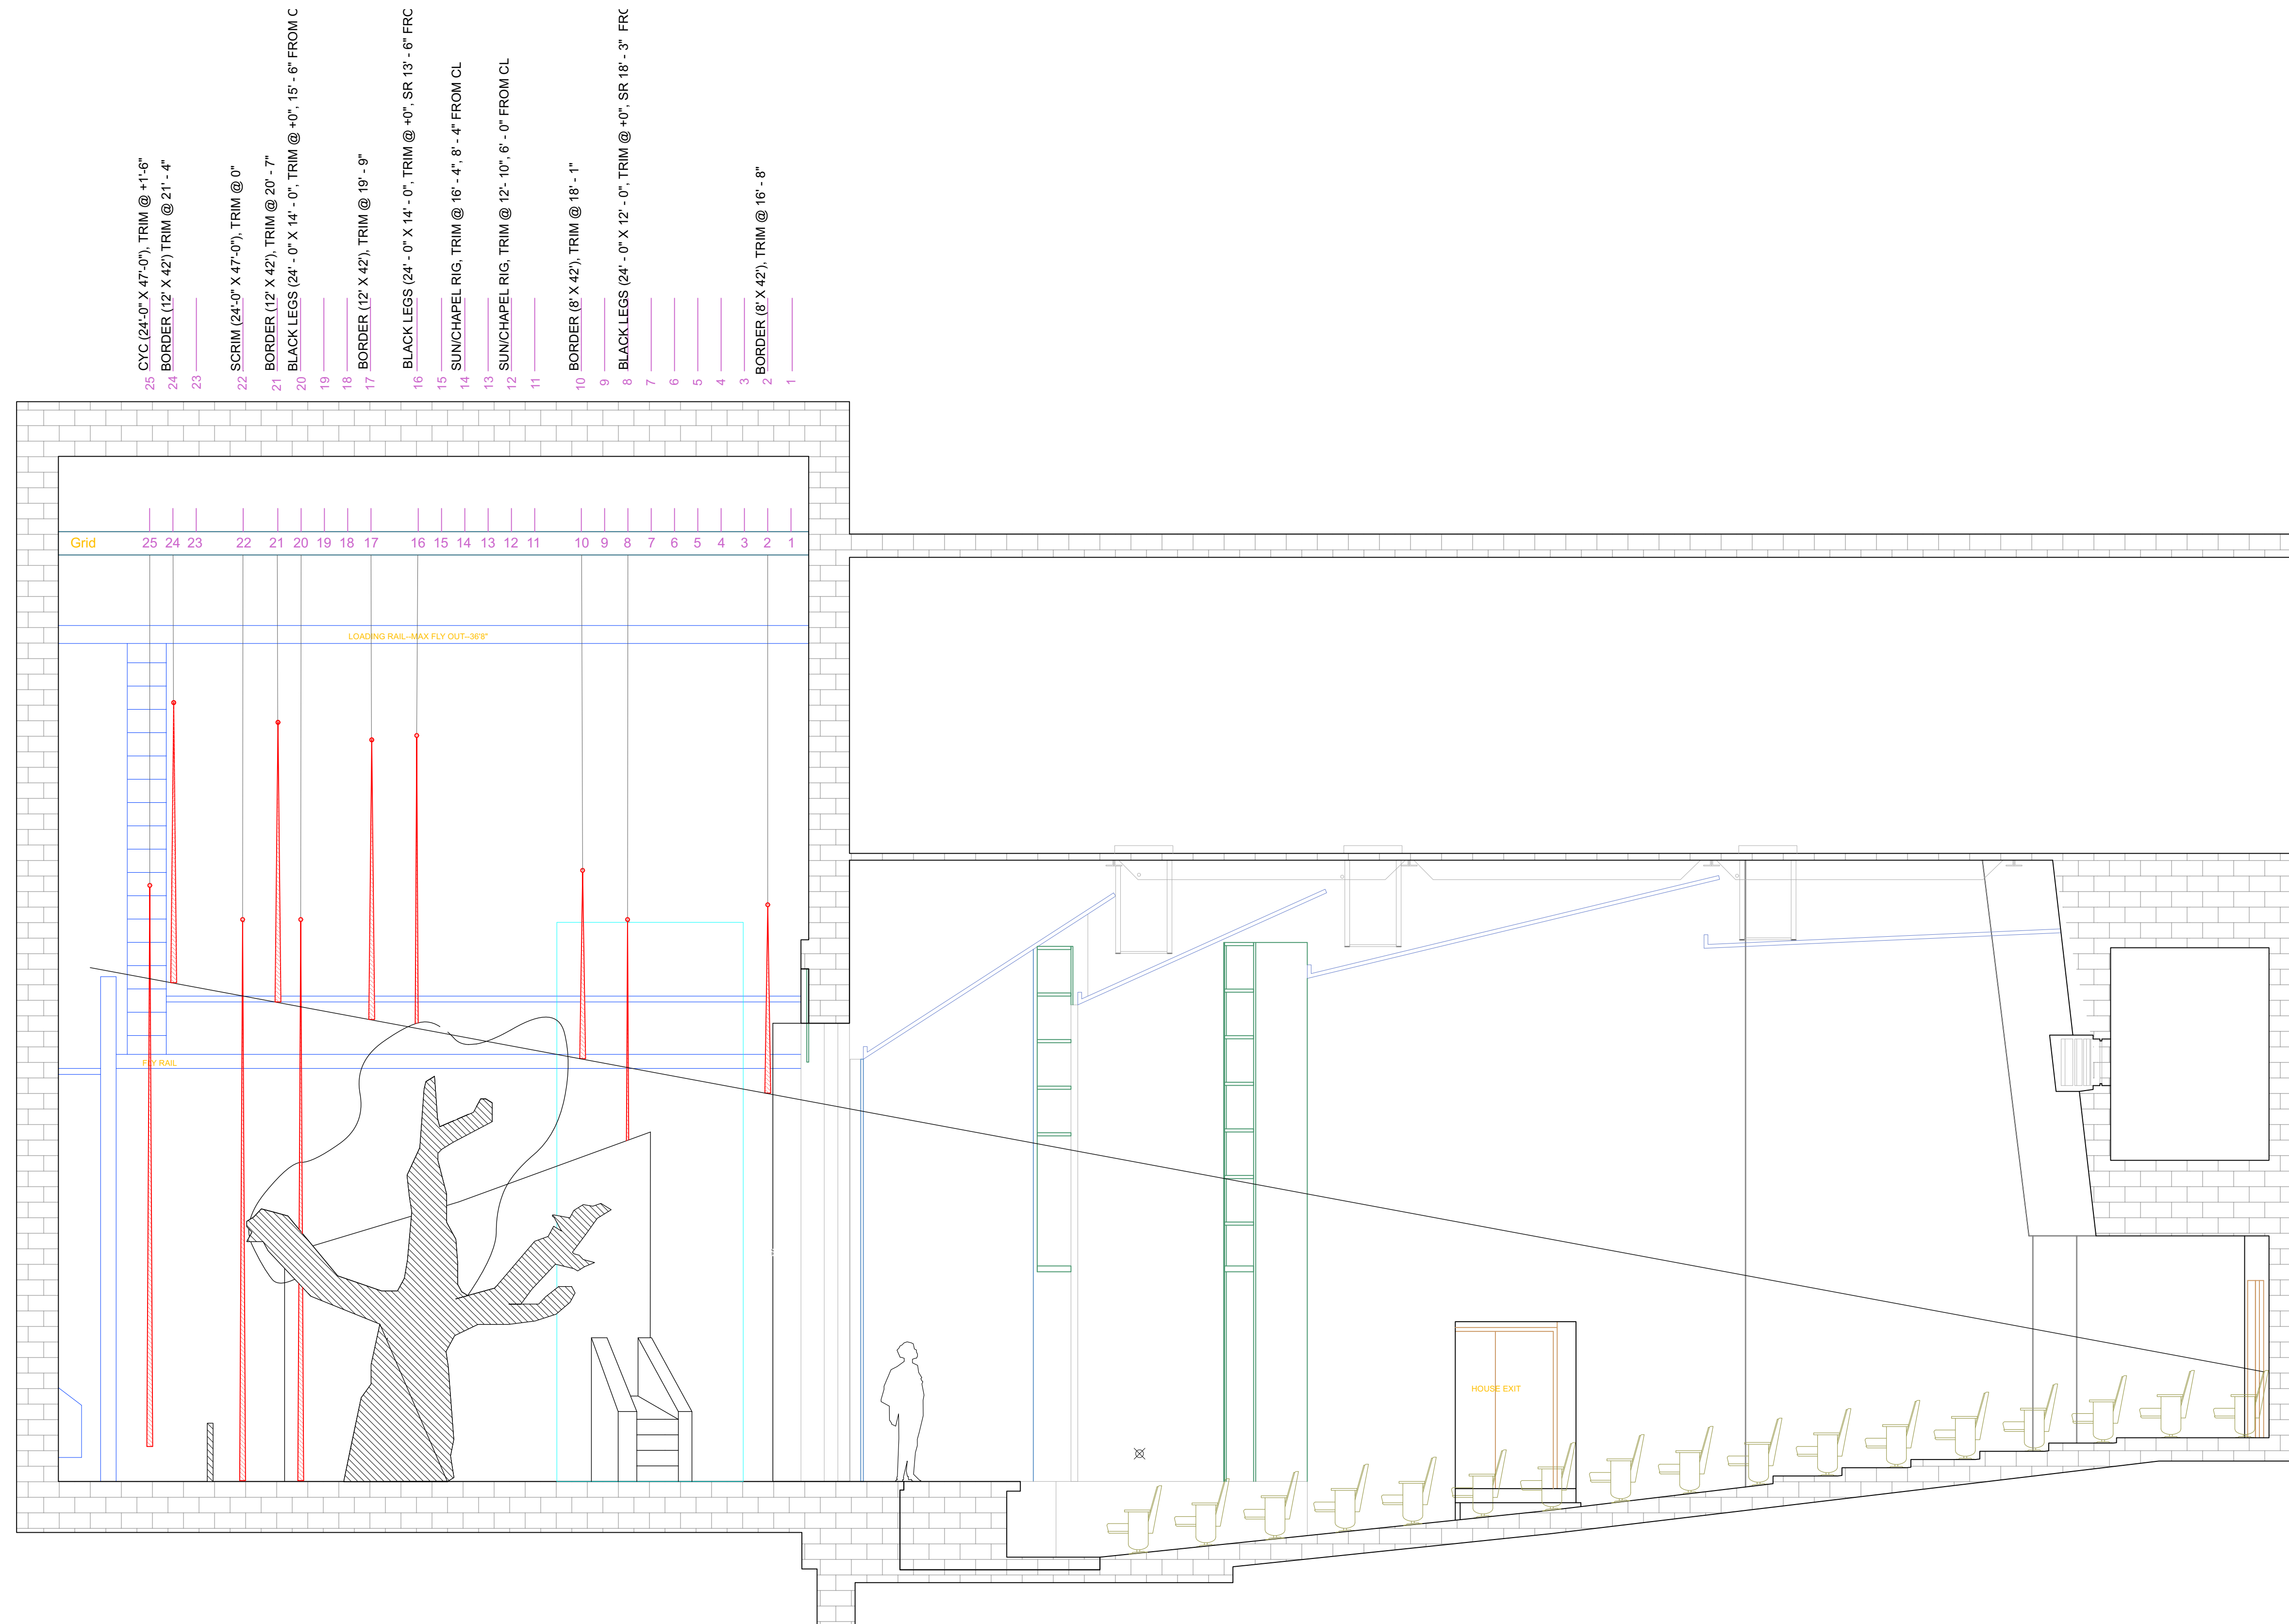 CYC (24'-0" X 47'-0"), TRIM @ +1'-6"
BORDER (12' X 42') TRIM @ 21' - 4"
SCRIM (24'-0" X 47'-0"), TRIM @ 0"
BORDER (12' X 42'), TRIM @ 20' - 7"
BLACK LEGS (24' - 0" X 14' - 0", TRIM @ +0", 15' - 6" FROM C
BORDER (12' X 42'), TRIM @ 19' - 9"
BLACK LEGS (24' - 0" X 14' - 0", TRIM @ +0", SR 13' - 6" FRC
SUN/CHAPEL RIG, TRIM @ 16' - 4", 8' - 4" FROM CL
SUN/CHAPEL RIG, TRIM @ 12'- 10", 6' - 0" FROM CL
BORDER (8' X 42'), TRIM @ 18' - 1"
BLACK LEGS (24' - 0" X 12' - 0", TRIM @ +0", SR 18' - 3" FRC
BORDER (8' X 42'), TRIM @ 16' - 8"
25 24 23 22 21 20 19 18 17 16 15 14 13 12 11 10 9 8 7 6 5 4 3 2 1
Grid 25 24 23 22 21 20 19 18 17 16 15 14 13 12 11 10 9 8 7 6 5 4 3 2 1
LOADING RAIL--MAX FLY OUT--36'8"
FLY RAIL
HOUSE EXIT